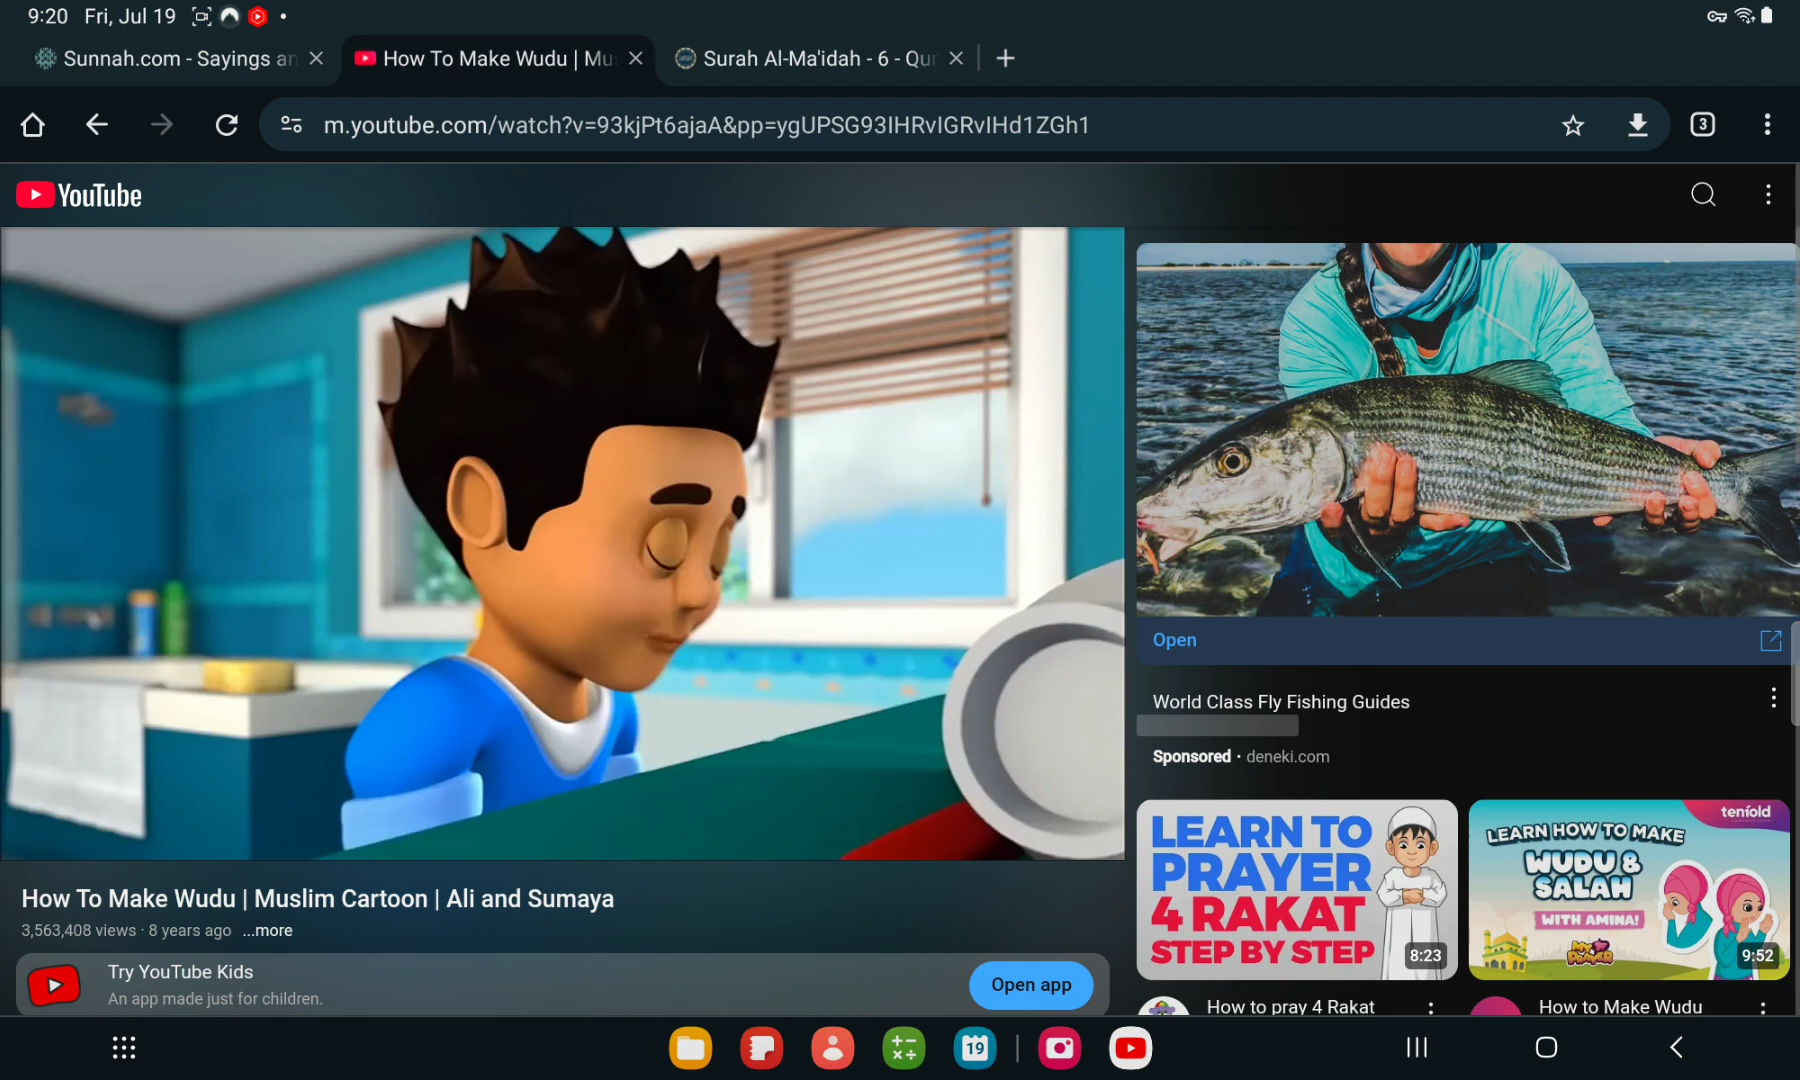 9:20 Fri, Jul 19
Sunnah.com - Sayings an
How To Make Wudu | Mus
Surah Al-Ma'idah - 6 - Qur
m.youtube.com/watch?v=93kjPt6ajaA&pp=ygUPSG93IHRvIGRvIHd1ZGh1
3
YouTube
Open
World Class Fly Fishing Guides
Sponsored · deneki.com
How To Make Wudu | Muslim Cartoon | Ali and Sumaya
3,563,408 views · 8 years ago ...more
Try YouTube Kids
An app made just for children.
Open app
LEARN TO
PRAYER
4 RAKAT
STEP BY STEP
8:23
How to pray 4 Rakat
tenfold
LEARN HOW TO MAKE
WUDU &
SALAH
WITH AMINA!
MY
PRAYER
9:52
How to Make Wudu
19